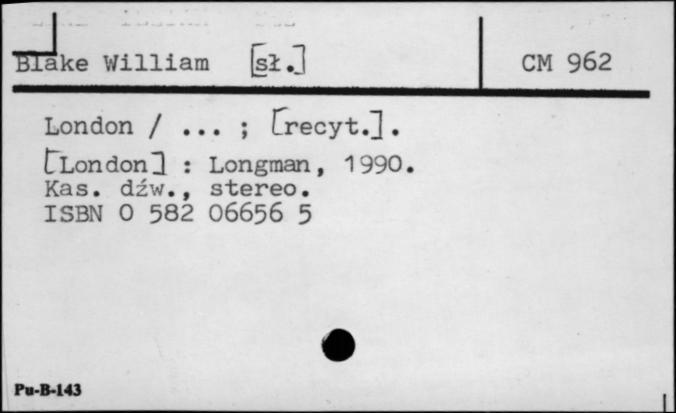 Blake William [sł.]
CM 962
London / ... ; [recyt.].
[London] : Longman, 1990.
Kas. dźw., stereo.
ISBN 0 582 06656 5
Pu-B-143